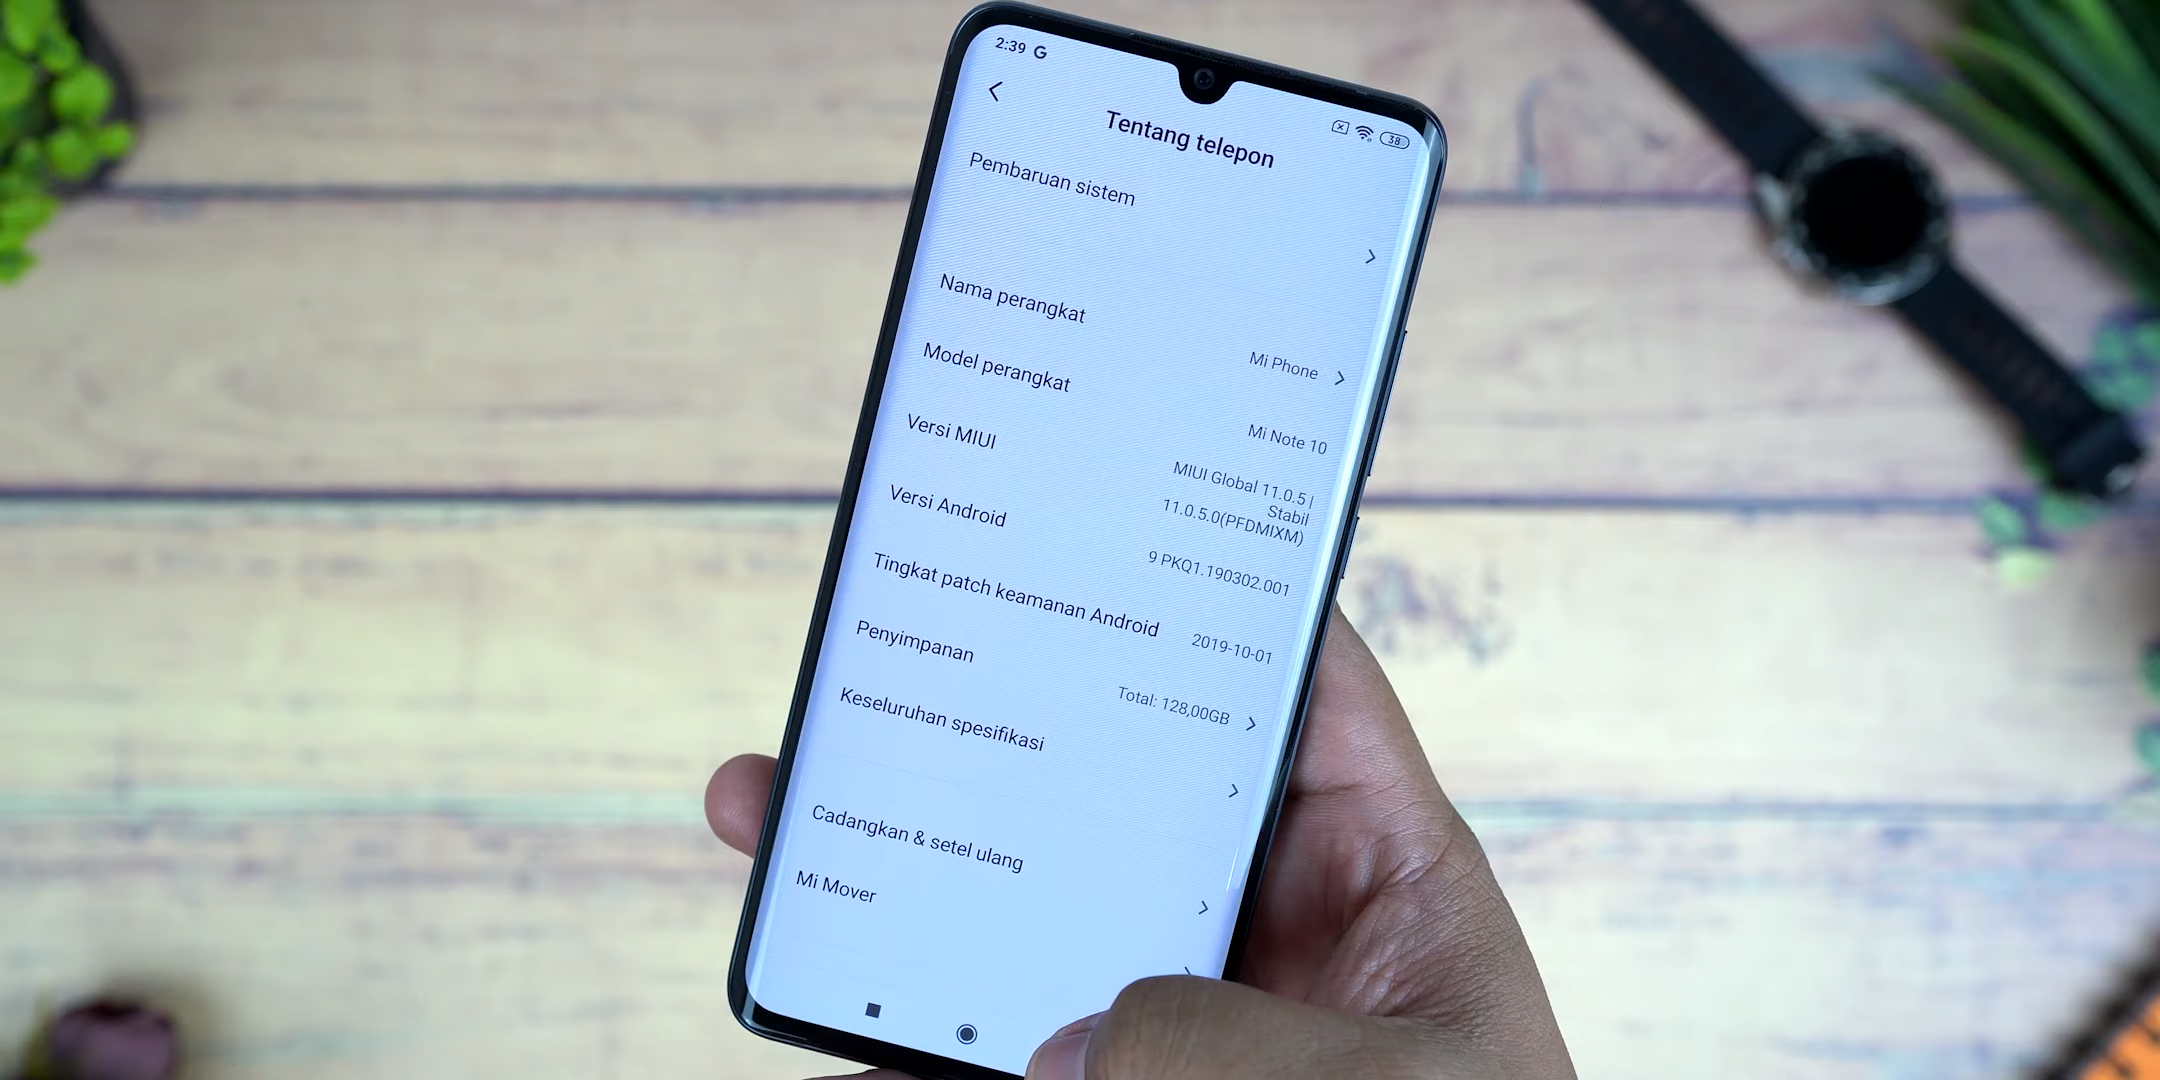 2:39 G
38
Tentang telepon
Pembaruan sistem
Nama perangkat
Mi Phone
Model perangkat
Mi Note 10
Versi MIUI
MIUI Global 11.0.5 |
Stabil
11.0.5.0(PFDMIXM)
Versi Android
9 PKQ1.190302.001
Tingkat patch keamanan Android
2019-10-01
Penyimpanan
Total: 128,00GB
Keseluruhan spesifikasi
Cadangkan & setel ulang
Mi Mover